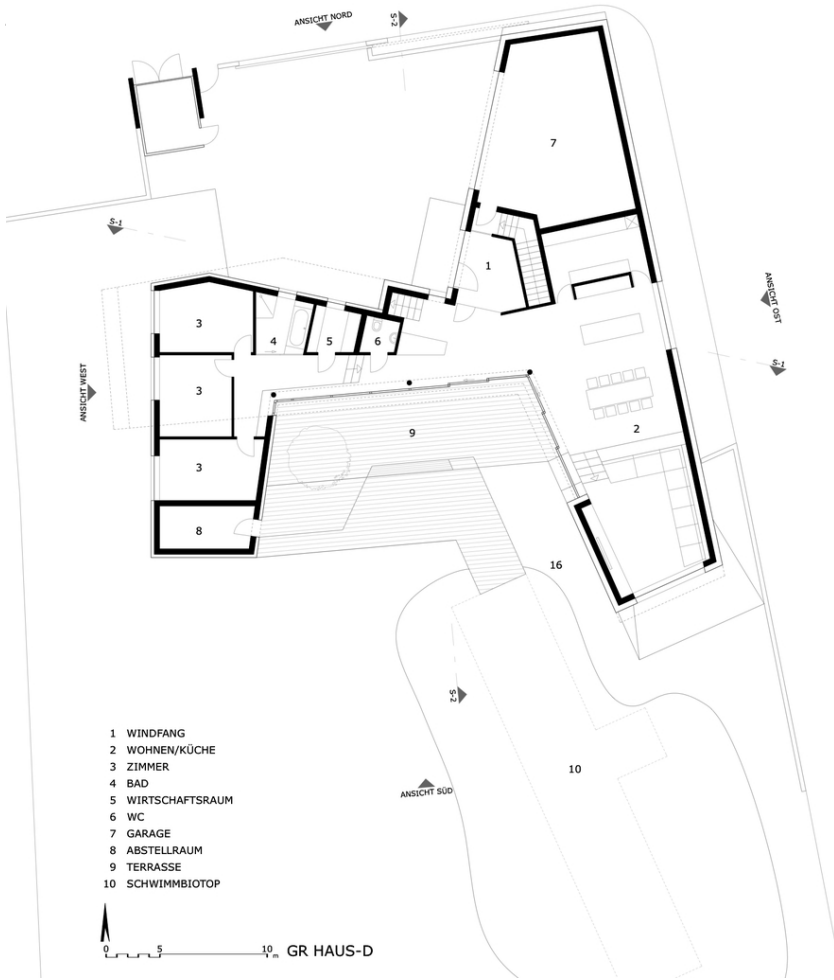 ANSICHT NORD
S-2
7
S-1
1
ANSICHT OST
3
4
5
6
S-1
ANSICHT WEST
3
9
2
3
8
16
S-2
10
ANSICHT SÜD
1 WINDFANG
2 WOHNEN/KÜCHE
3 ZIMMER
4 BAD
5 WIRTSCHAFTSRAUM
6 WC
7 GARAGE
8 ABSTELLRAUM
9 TERRASSE
10 SCHWIMMBIOTOP
0 5 10 m GR HAUS-D